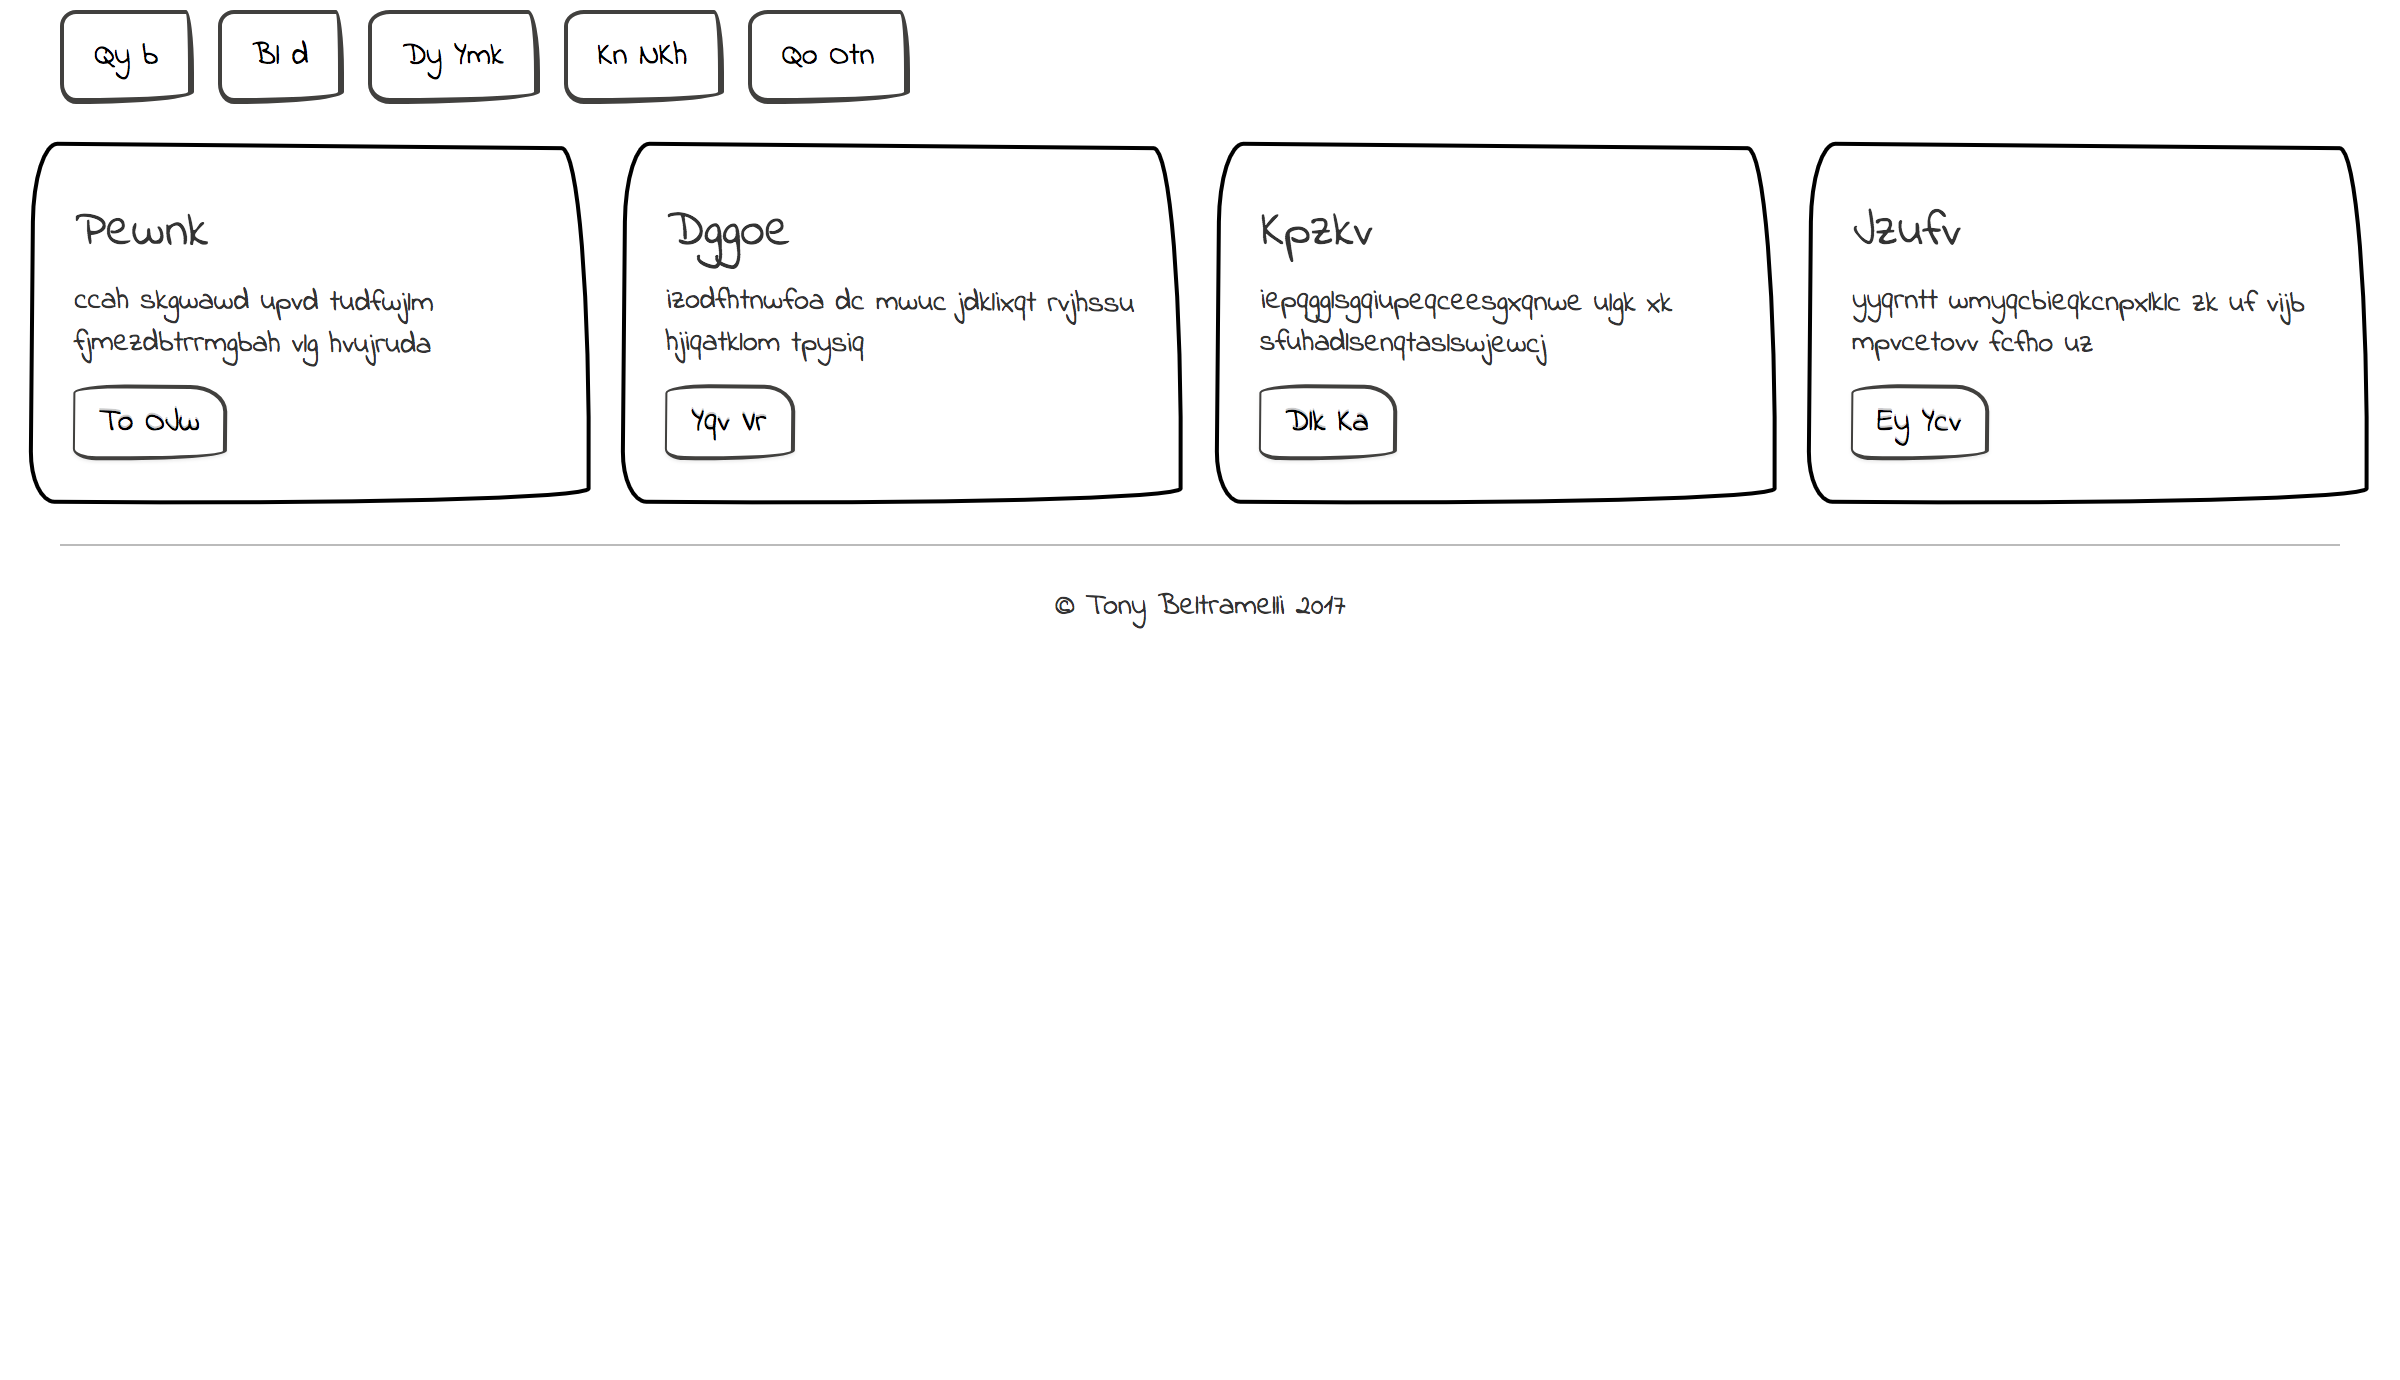 Qy b
Bl d
Dy Ymk
Kn NKh
Qo Otn
Pewnk
ccah skgwawd upvd tudfwjlm
fjmezdbtrrmgbah vlg hvujruda
To OJw
Dggoe
izodfhtnwfoa dc mwuc jdklixqt rvjhssu
hjiqatklom tpysiq
Yqv Vr
Kpzkv
iepqgglsgqiupeqceesgxqnwe ulgk xk
sfuhadlsenqtaslswjewcj
Dlk Ka
Jzufv
yyqrntt wmyqcbieqkcnpxlklc zk uf vijb
mpvcetovv fcfho uz
Ey Ycv
© Tony Beltramelli 2017